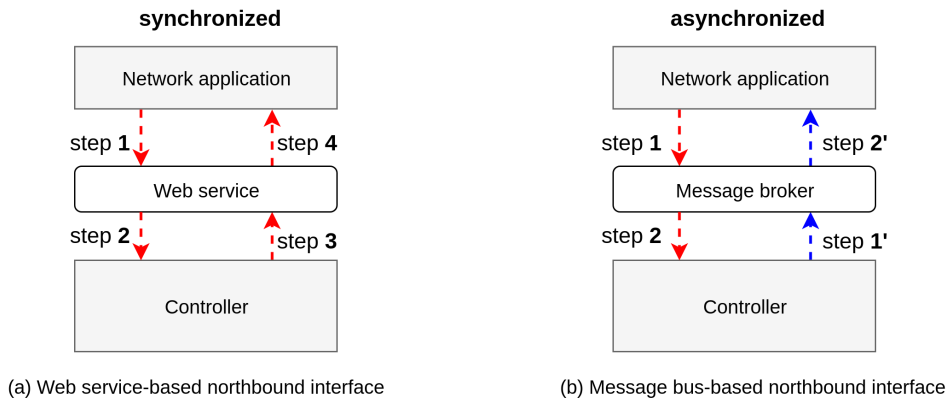 synchronized
Network application
step 1
step 4
Web service
step 2
step 3
Controller
(a) Web service-based northbound interface
asynchronized
Network application
step 1
step 2'
Message broker
step 2
step 1'
Controller
(b) Message bus-based northbound interface